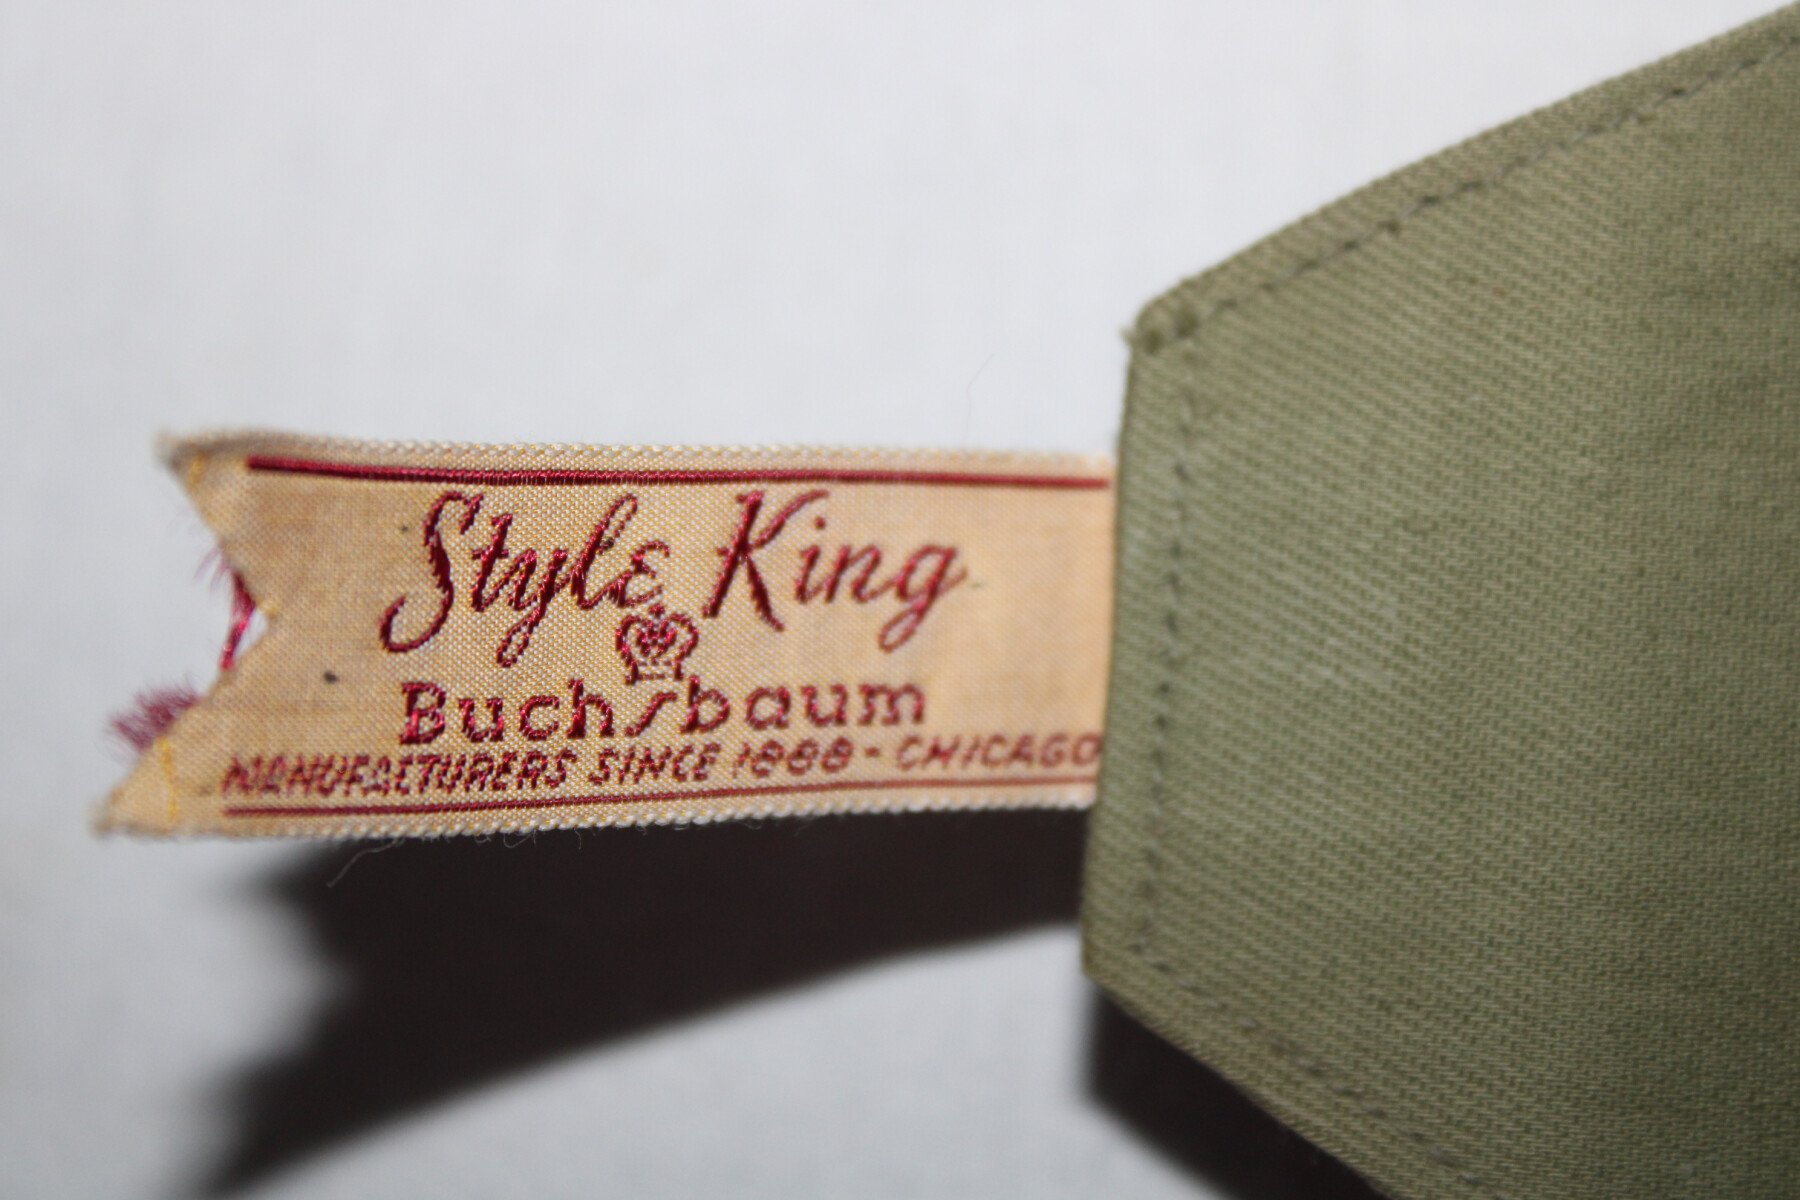 Style King
Buchsbaum
MANUFACTURERS SINCE 1888 - CHICAGO